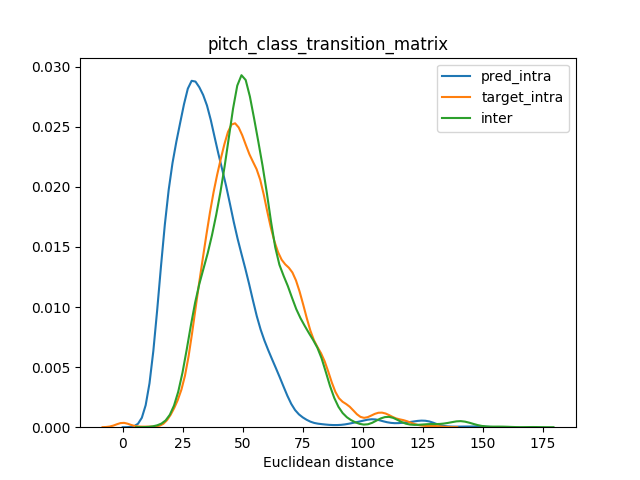 pitch_class_transition_matrix
0.030
0.025
0.020
0.015
0.010
0.005
0.000
pred_intra
target_intra
inter
0 25 50 75 100 125 150 175
Euclidean distance